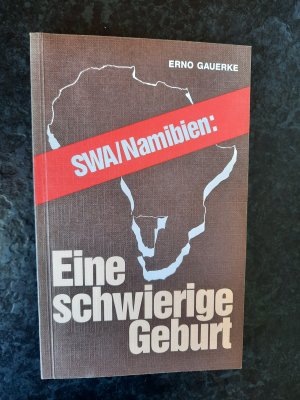 ERNO GAUERKE
SWA/Namibien:
Eine
schwierige
Geburt